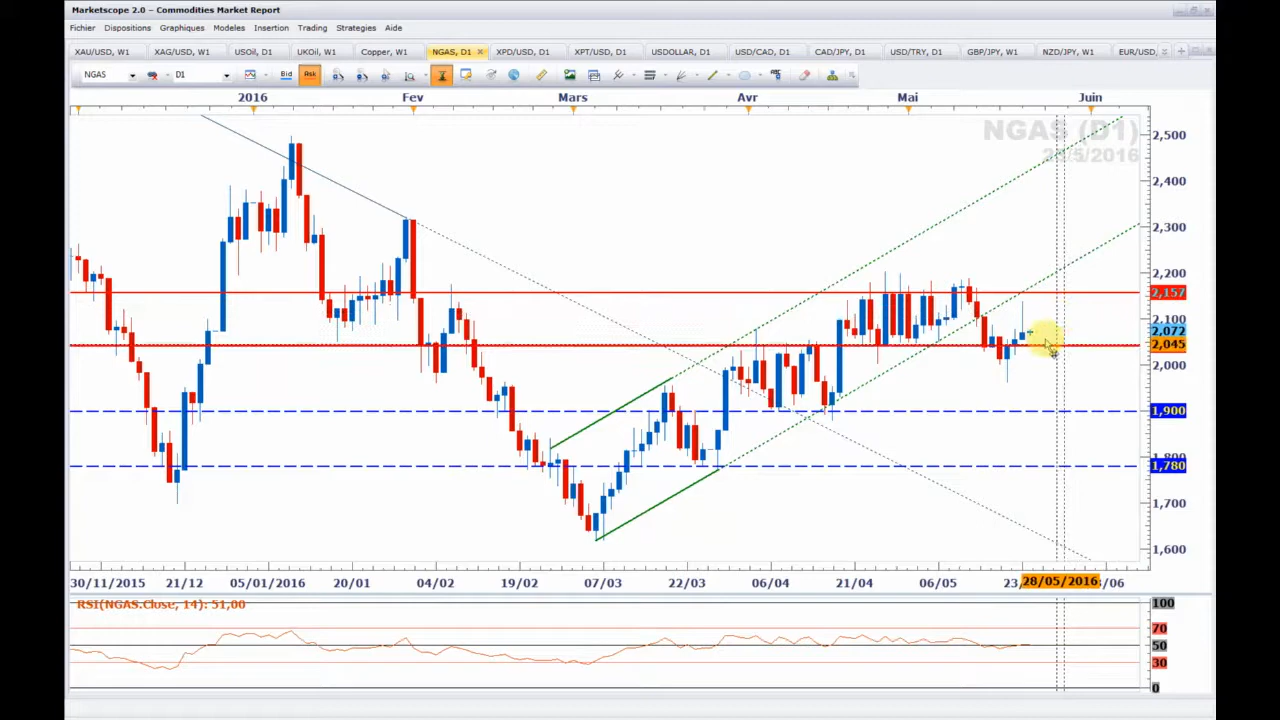 Marketscope 2.0 – Commodities Market Report
Fichier Dispositions Graphiques Modeles Insertion Trading Strategies Aide
XAU/USD, W1 XAG/USD, W1 USOil, D1 UKOil, D1 Copper, W1 NGAS, D1 XPD/USD, D1 XPT/USD, D1 USDOLLAR, D1 USD/CAD, D1 CAD/JPY, D1 USD/TRY, D1 GBP/JPY, W1 NZD/JPY, W1 EUR/USD,
NGAS D1 Bid Rsk
2016 Fev Mars Avr Mai Juin
NGAS (D1)
2,500
2,400
2,300
2,200
2,157
2,100
2,072
2,045
2,000
1,900
1,800
1,780
1,700
1,600
30/11/2015 21/12 05/01/2016 20/01 04/02 19/02 07/03 22/03 06/04 21/04 06/05 23/ 28/05/2016 /06
RSI(NGAS.Close, 14): 51,00
100
70
50
30
0